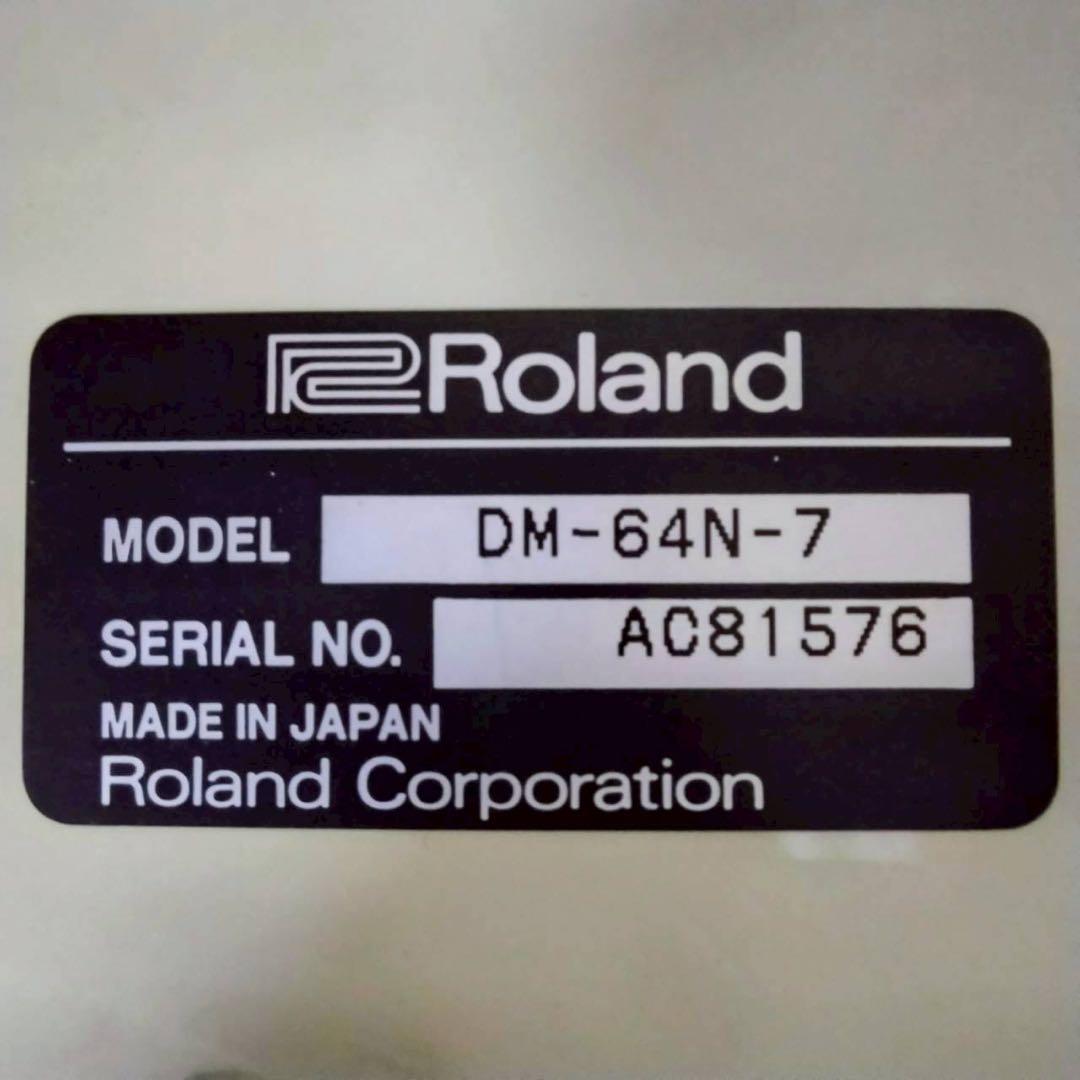 Roland
MODEL DM-64N-7
SERIAL NO. AC81576
MADE IN JAPAN
Roland Corporation